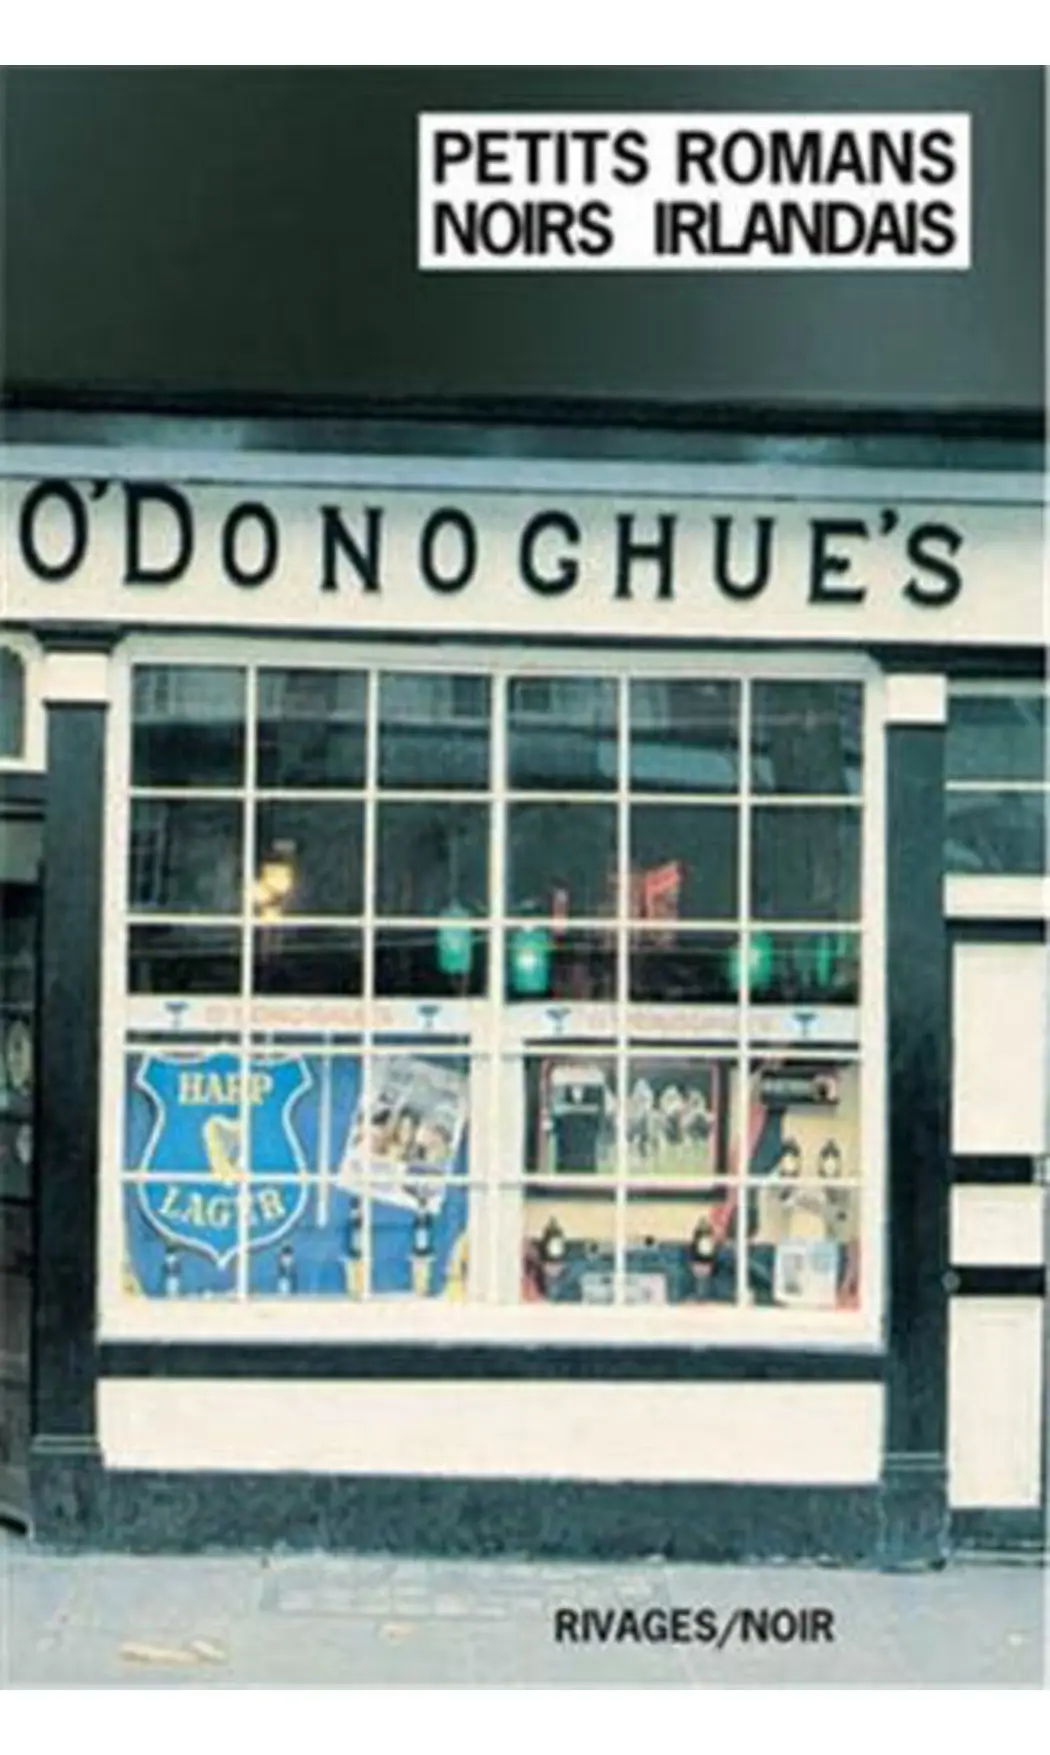 PETITS ROMANS
NOIRS IRLANDAIS
O'DONOGHUE'S
HARP
LAGER
RIVAGES/NOIR